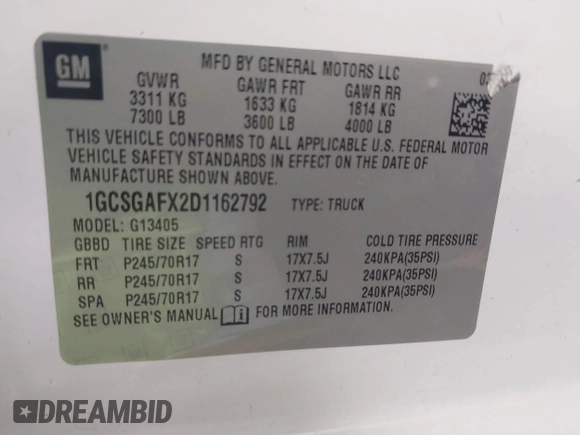 GM
MFD BY GENERAL MOTORS LLC
GVWR GAWR FRT GAWR RR
3311 KG 1633 KG 1814 KG
7300 LB 3600 LB 4000 LB
THIS VEHICLE CONFORMS TO ALL APPLICABLE U.S. FEDERAL MOTOR
VEHICLE SAFETY STANDARDS IN EFFECT ON THE DATE OF
MANUFACTURE SHOWN ABOVE.
1GCSGAFX2D1162792 TYPE: TRUCK
MODEL: G13405
GBBD TIRE SIZE SPEED RTG RIM COLD TIRE PRESSURE
FRT P245/70R17 S 17X7.5J 240KPA(35PSI)
RR P245/70R17 S 17X7.5J 240KPA(35PSI)
SPA P245/70R17 S 17X7.5J 240KPA(35PSI)
SEE OWNER'S MANUAL FOR MORE INFORMATION.
DREAMBID